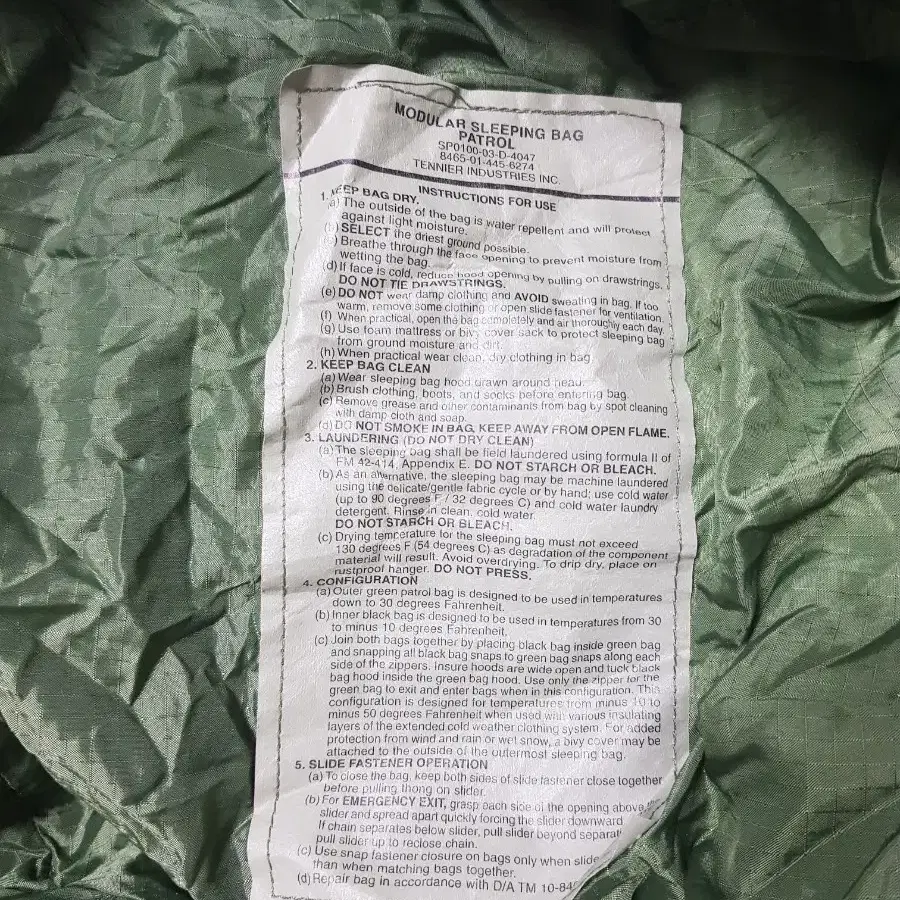 MODULAR SLEEPING BAG
PATROL
SP0100-03-D-4047
8465-01-445-6274
TENNIER INDUSTRIES INC.
INSTRUCTIONS FOR USE
1. KEEP BAG DRY.
a) The outside of the bag is water repellent and will protect
against light moisture.
(b) SELECT the driest ground possible.
(c) Breathe through the face opening to prevent moisture from
wetting the bag.
d) If face is cold, reduce hood opening by pulling on drawstrings.
DO NOT TIE DRAWSTRINGS.
(e) DO NOT wear damp clothing and AVOID sweating in bag. If too
warm, remove some clothing or open slide fastener for ventilation.
(f) When practical, open the bag completely and air thoroughly each day.
(g) Use foam mattress or bivy cover sack to protect sleeping bag
from ground moisture and dirt.
(h) When practical wear clean, dry clothing in bag.
2. KEEP BAG CLEAN
(a) Wear sleeping bag hood drawn around head.
(b) Brush clothing, boots, and socks before entering bag.
(c) Remove grease and other contaminants from bag by spot cleaning
with damp cloth and soap.
(d) DO NOT SMOKE IN BAG, KEEP AWAY FROM OPEN FLAME.
3. LAUNDERING (DO NOT DRY CLEAN)
(a) The sleeping bag shall be field laundered using formula II of
FM 42-414, Appendix E. DO NOT STARCH OR BLEACH.
(b) As an alternative, the sleeping bag may be machine laundered
using the delicate/gentle fabric cycle or by hand; use cold water
(up to 90 degrees F / 32 degrees C) and cold water laundry
detergent. Rinse in clean, cold water.
DO NOT STARCH OR BLEACH.
(c) Drying temperature for the sleeping bag must not exceed
130 degrees F (54 degrees C) as degradation of the component
material will result. Avoid overdrying. To drip dry, place on
rustproof hanger. DO NOT PRESS.
4. CONFIGURATION
(a) Outer green patrol bag is designed to be used in temperatures
down to 30 degrees Fahrenheit.
(b) Inner black bag is designed to be used in temperatures from 30
to minus 10 degrees Fahrenheit.
(c) Join both bags together by placing black bag inside green bag
and snapping all black bag snaps to green bag snaps along each
side of the zippers. Insure hoods are wide open and tuck black
bag hood inside the green bag hood. Use only the zipper for the
green bag to exit and enter bags when in this configuration. This
configuration is designed for temperatures from minus 10 to
minus 50 degrees Fahrenheit when used with various insulating
layers of the extended cold weather clothing system. For added
protection from wind and rain or wet snow, a bivy cover may be
attached to the outside of the outermost sleeping bag.
5. SLIDE FASTENER OPERATION
(a) To close the bag, keep both sides of slide fastener close together
before pulling thong on slider.
(b) For EMERGENCY EXIT, grasp each side of the opening above
slider and spread apart quickly forcing the slider downward.
If chain separates below slider, pull slider beyond
pull slider up to reclose chain.
(c) Use snap fastener closure on bags only when
than when matching bags together.
(d) Repair bag in accordance with D/A TM